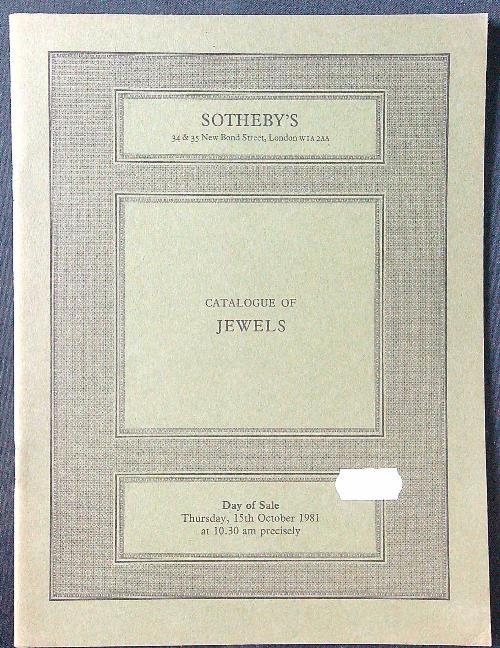 SOTHEBY'S
34 & 35 New Bond Street, London W1A 2AA
CATALOGUE OF
JEWELS
Day of Sale
Thursday, 15th October 1981
at 10.30 am precisely